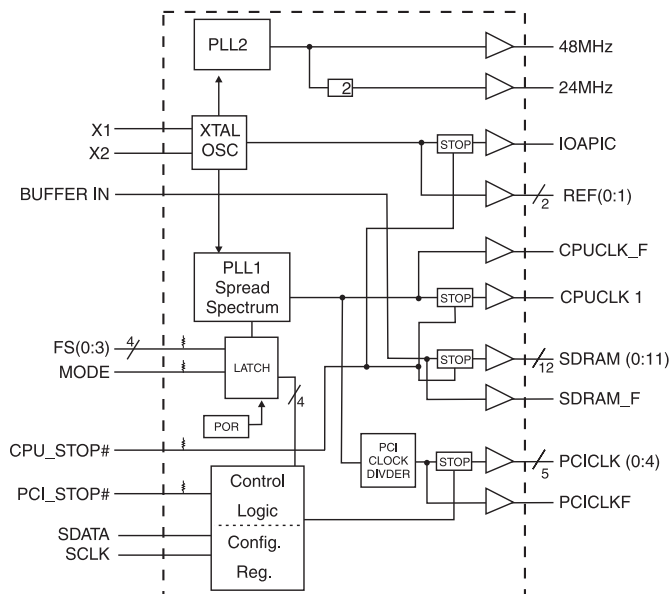 PLL2
48MHz
2
24MHz
X1
X2
XTAL
OSC
STOP
IOAPIC
BUFFER IN
2
REF(0:1)
CPUCLK_F
PLL1
Spread
Spectrum
STOP
CPUCLK 1
FS(0:3)
4
MODE
LATCH
4
STOP
12
SDRAM (0:11)
SDRAM_F
POR
CPU_STOP#
PCI
CLOCK
DIVDER
STOP
5
PCICLK (0:4)
PCICLKF
PCI_STOP#
Control
Logic
SDATA
SCLK
Config.
Reg.